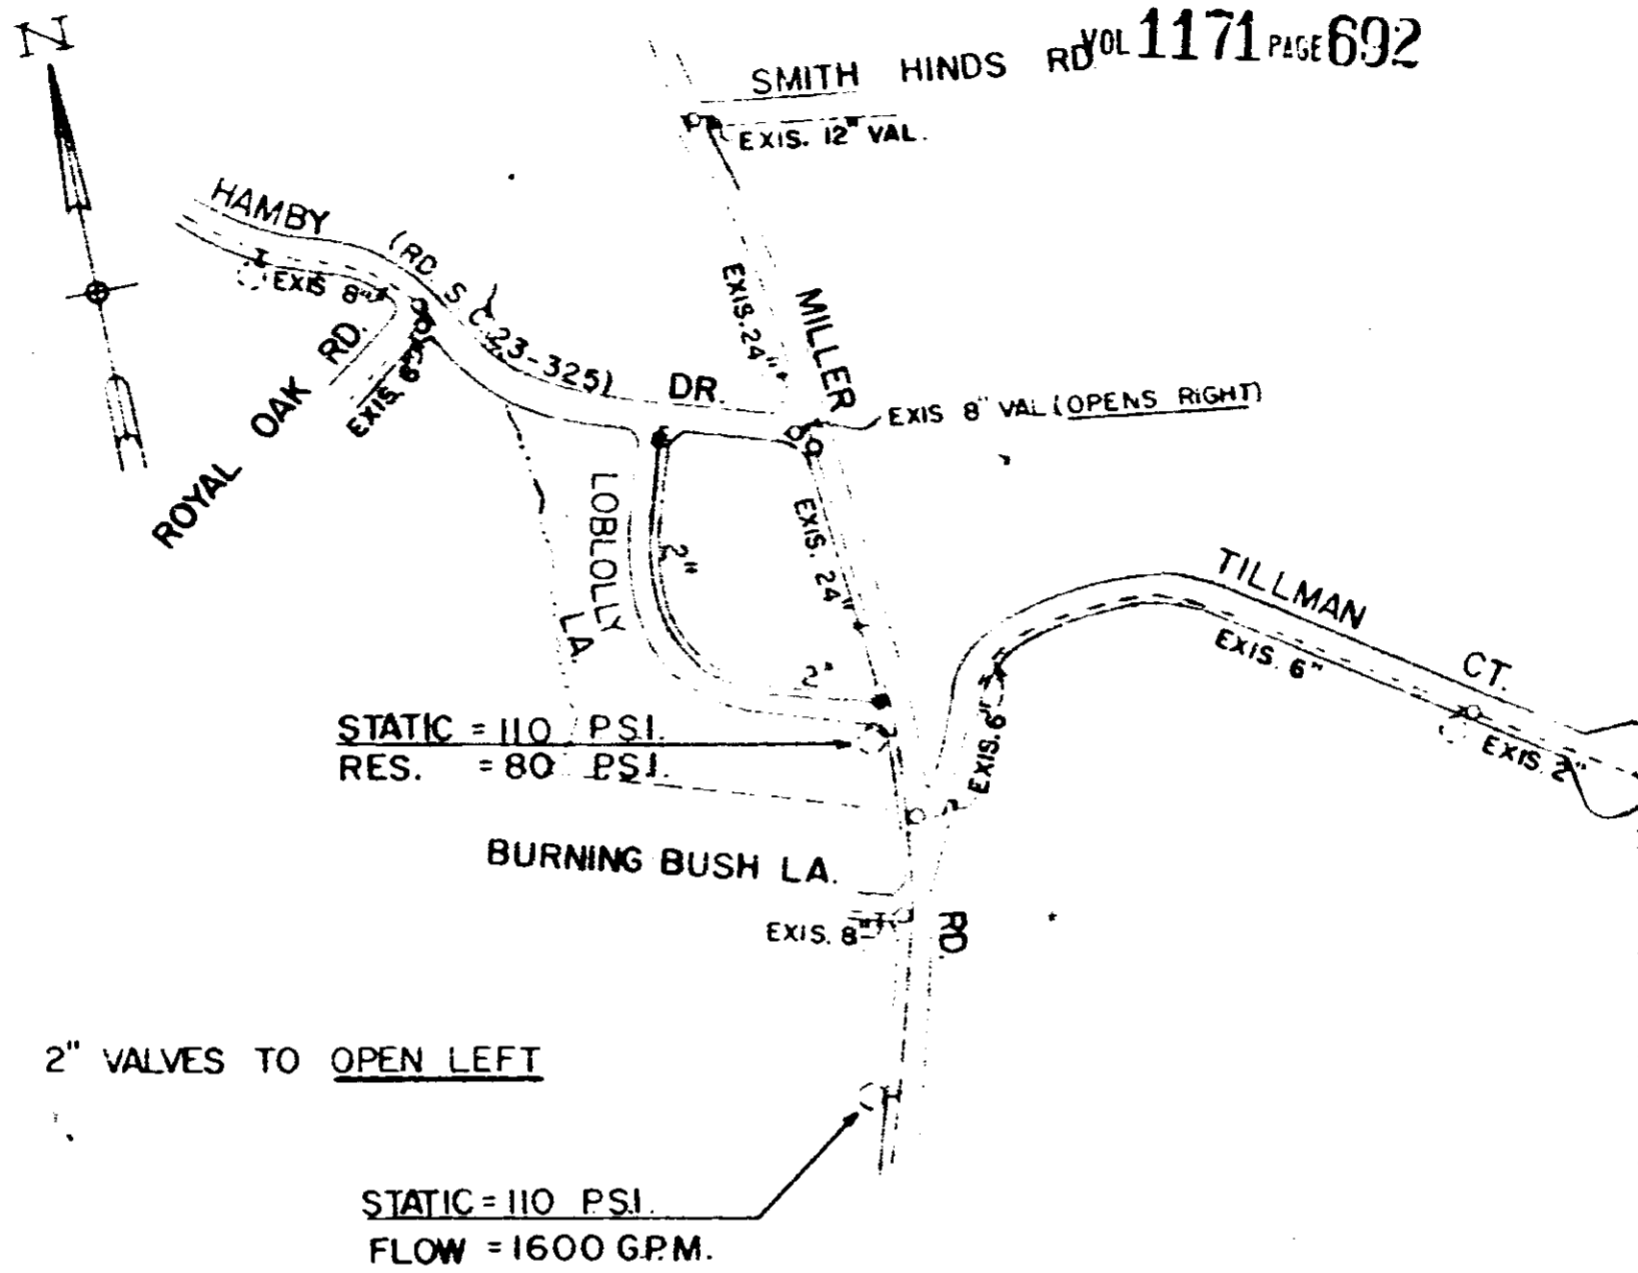 N
VOL 1171 PAGE 692
SMITH HINDS RD.
EXIS. 12" VAL.
HAMBY
(RD. S.C. 23-325)
EXIS 8"
EXIS. 24"
MILLER
ROYAL OAK RD.
EXIS. 6"
DR.
EXIS 8" VAL (OPENS RIGHT)
LOBLOLLY
LA.
2"
EXIS. 24"
TILLMAN
CT.
EXIS. 6"
2"
EXIS. 6"
EXIS. 2"
STATIC = 110 P.S.I.
RES. = 80 P.S.I.
BURNING BUSH LA.
EXIS. 8"
RD.
2" VALVES TO OPEN LEFT
STATIC = 110 P.S.I.
FLOW = 1600 G.P.M.